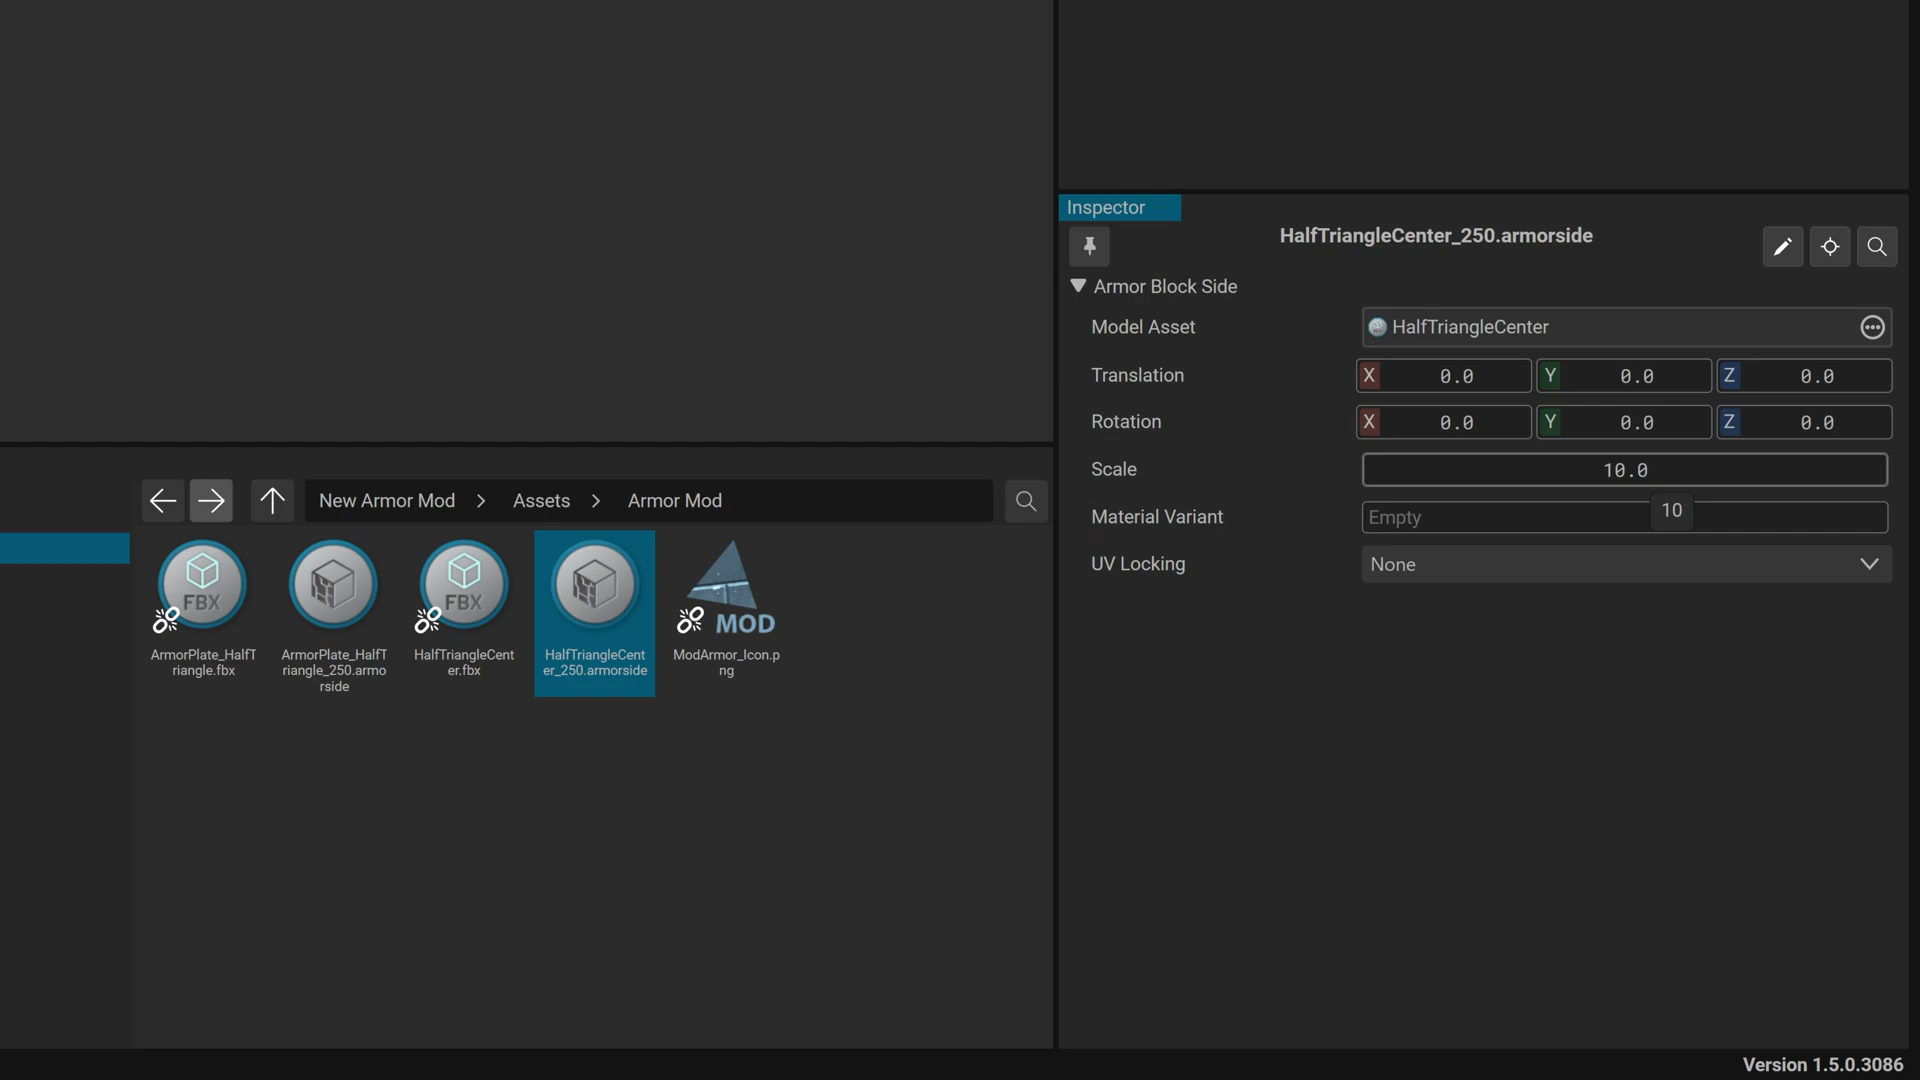 Inspector
HalfTriangleCenter_250.armorside
Armor Block Side
Model Asset
HalfTriangleCenter
Translation
X 0.0 Y 0.0 Z 0.0
Rotation
X 0.0 Y 0.0 Z 0.0
Scale
10.0
10
Material Variant
Empty
UV Locking
None
New Armor Mod > Assets > Armor Mod
FBX
ArmorPlate_HalfT
riangle.fbx
ArmorPlate_HalfT
riangle_250.armo
rside
FBX
HalfTriangleCent
er.fbx
HalfTriangleCent
er_250.armorside
MOD
ModArmor_Icon.p
ng
Version 1.5.0.3086